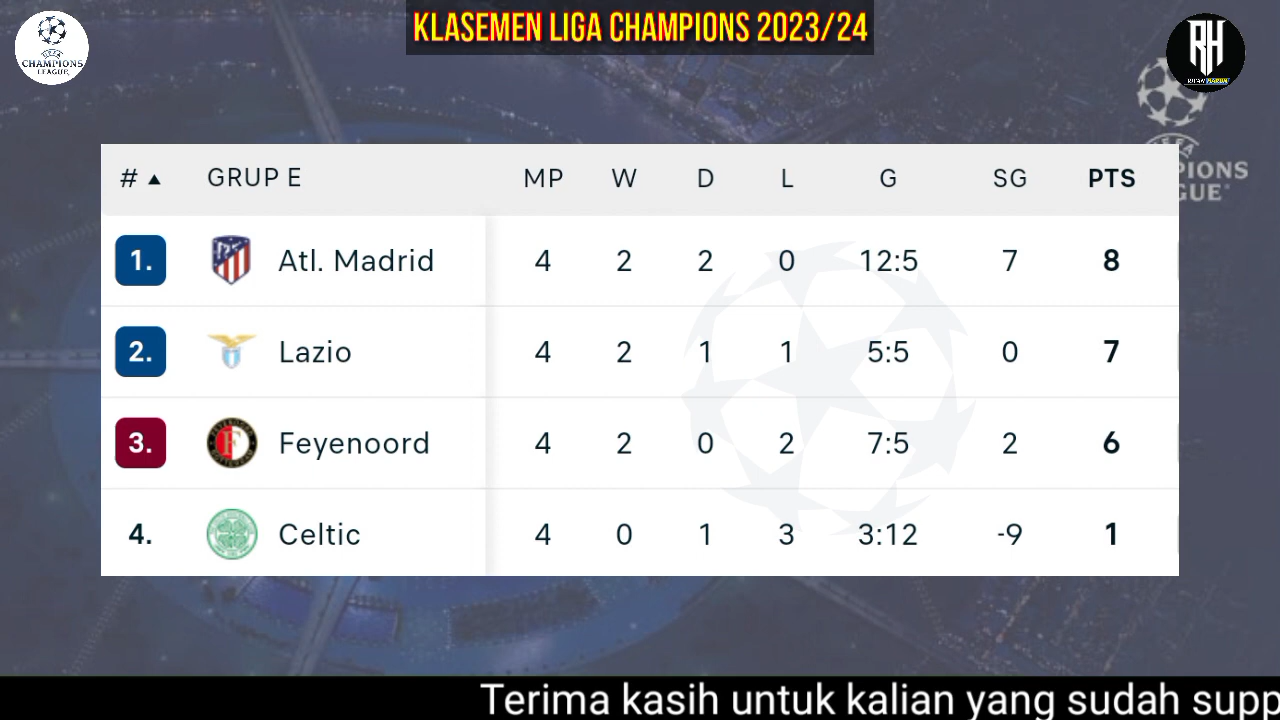 KLASEMEN LIGA CHAMPIONS 2023/24
CHAMPIONS
LEAGUE
RH
# ▲ GRUP E MP W D L G SG PTS
1. Atl. Madrid 4 2 2 0 12:5 7 8
2. Lazio 4 2 1 1 5:5 0 7
3. Feyenoord 4 2 0 2 7:5 2 6
4. Celtic 4 0 1 3 3:12 -9 1
Terima kasih untuk kalian yang sudah supp